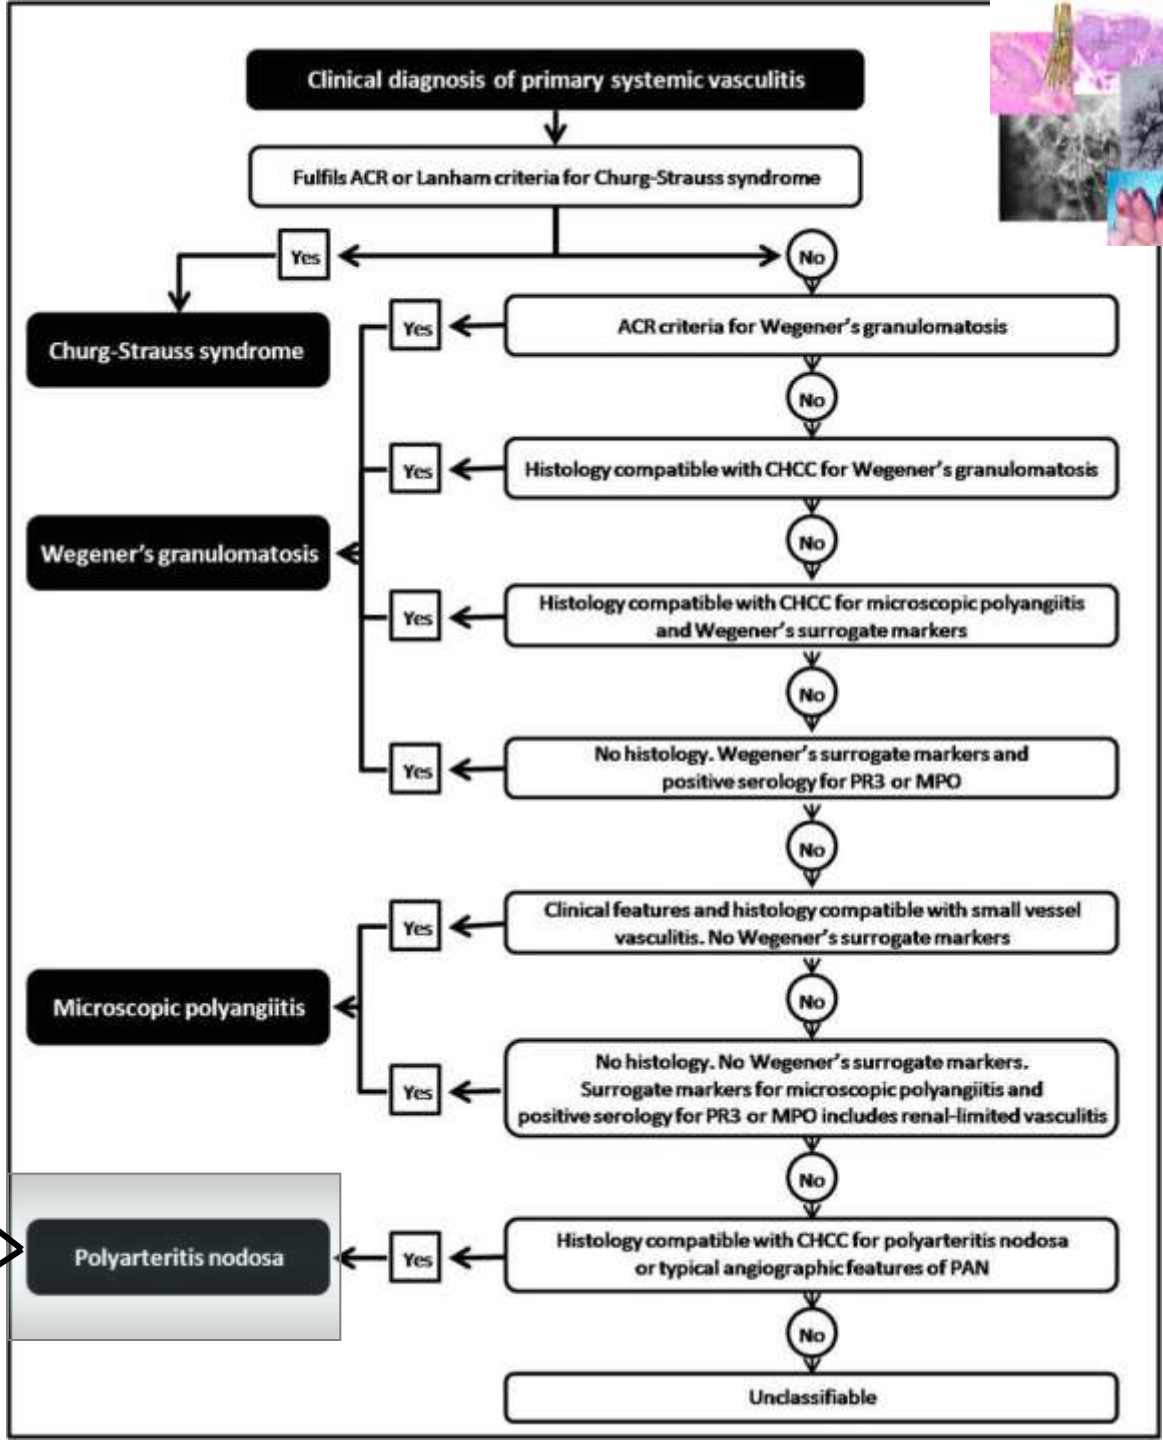 Clinical diagnosis of primary systemic vasculitis
Fulfils ACR or Lanham criteria for Churg-Strauss syndrome
Yes
No
Churg-Strauss syndrome
Yes
ACR criteria for Wegener's granulomatosis
No
Yes
Histology compatible with CHCC for Wegener's granulomatosis
Wegener's granulomatosis
No
Yes
Histology compatible with CHCC for microscopic polyangiitis
and Wegener's surrogate markers
No
Yes
No histology. Wegener's surrogate markers and
positive serology for PR3 or MPO
No
Yes
Clinical features and histology compatible with small vessel
vasculitis. No Wegener's surrogate markers
Microscopic polyangiitis
No
Yes
No histology. No Wegener's surrogate markers.
Surrogate markers for microscopic polyangiitis and
positive serology for PR3 or MPO includes renal-limited vasculitis
No
Polyarteritis nodosa
Yes
Histology compatible with CHCC for polyarteritis nodosa
or typical angiographic features of PAN
No
Unclassifiable